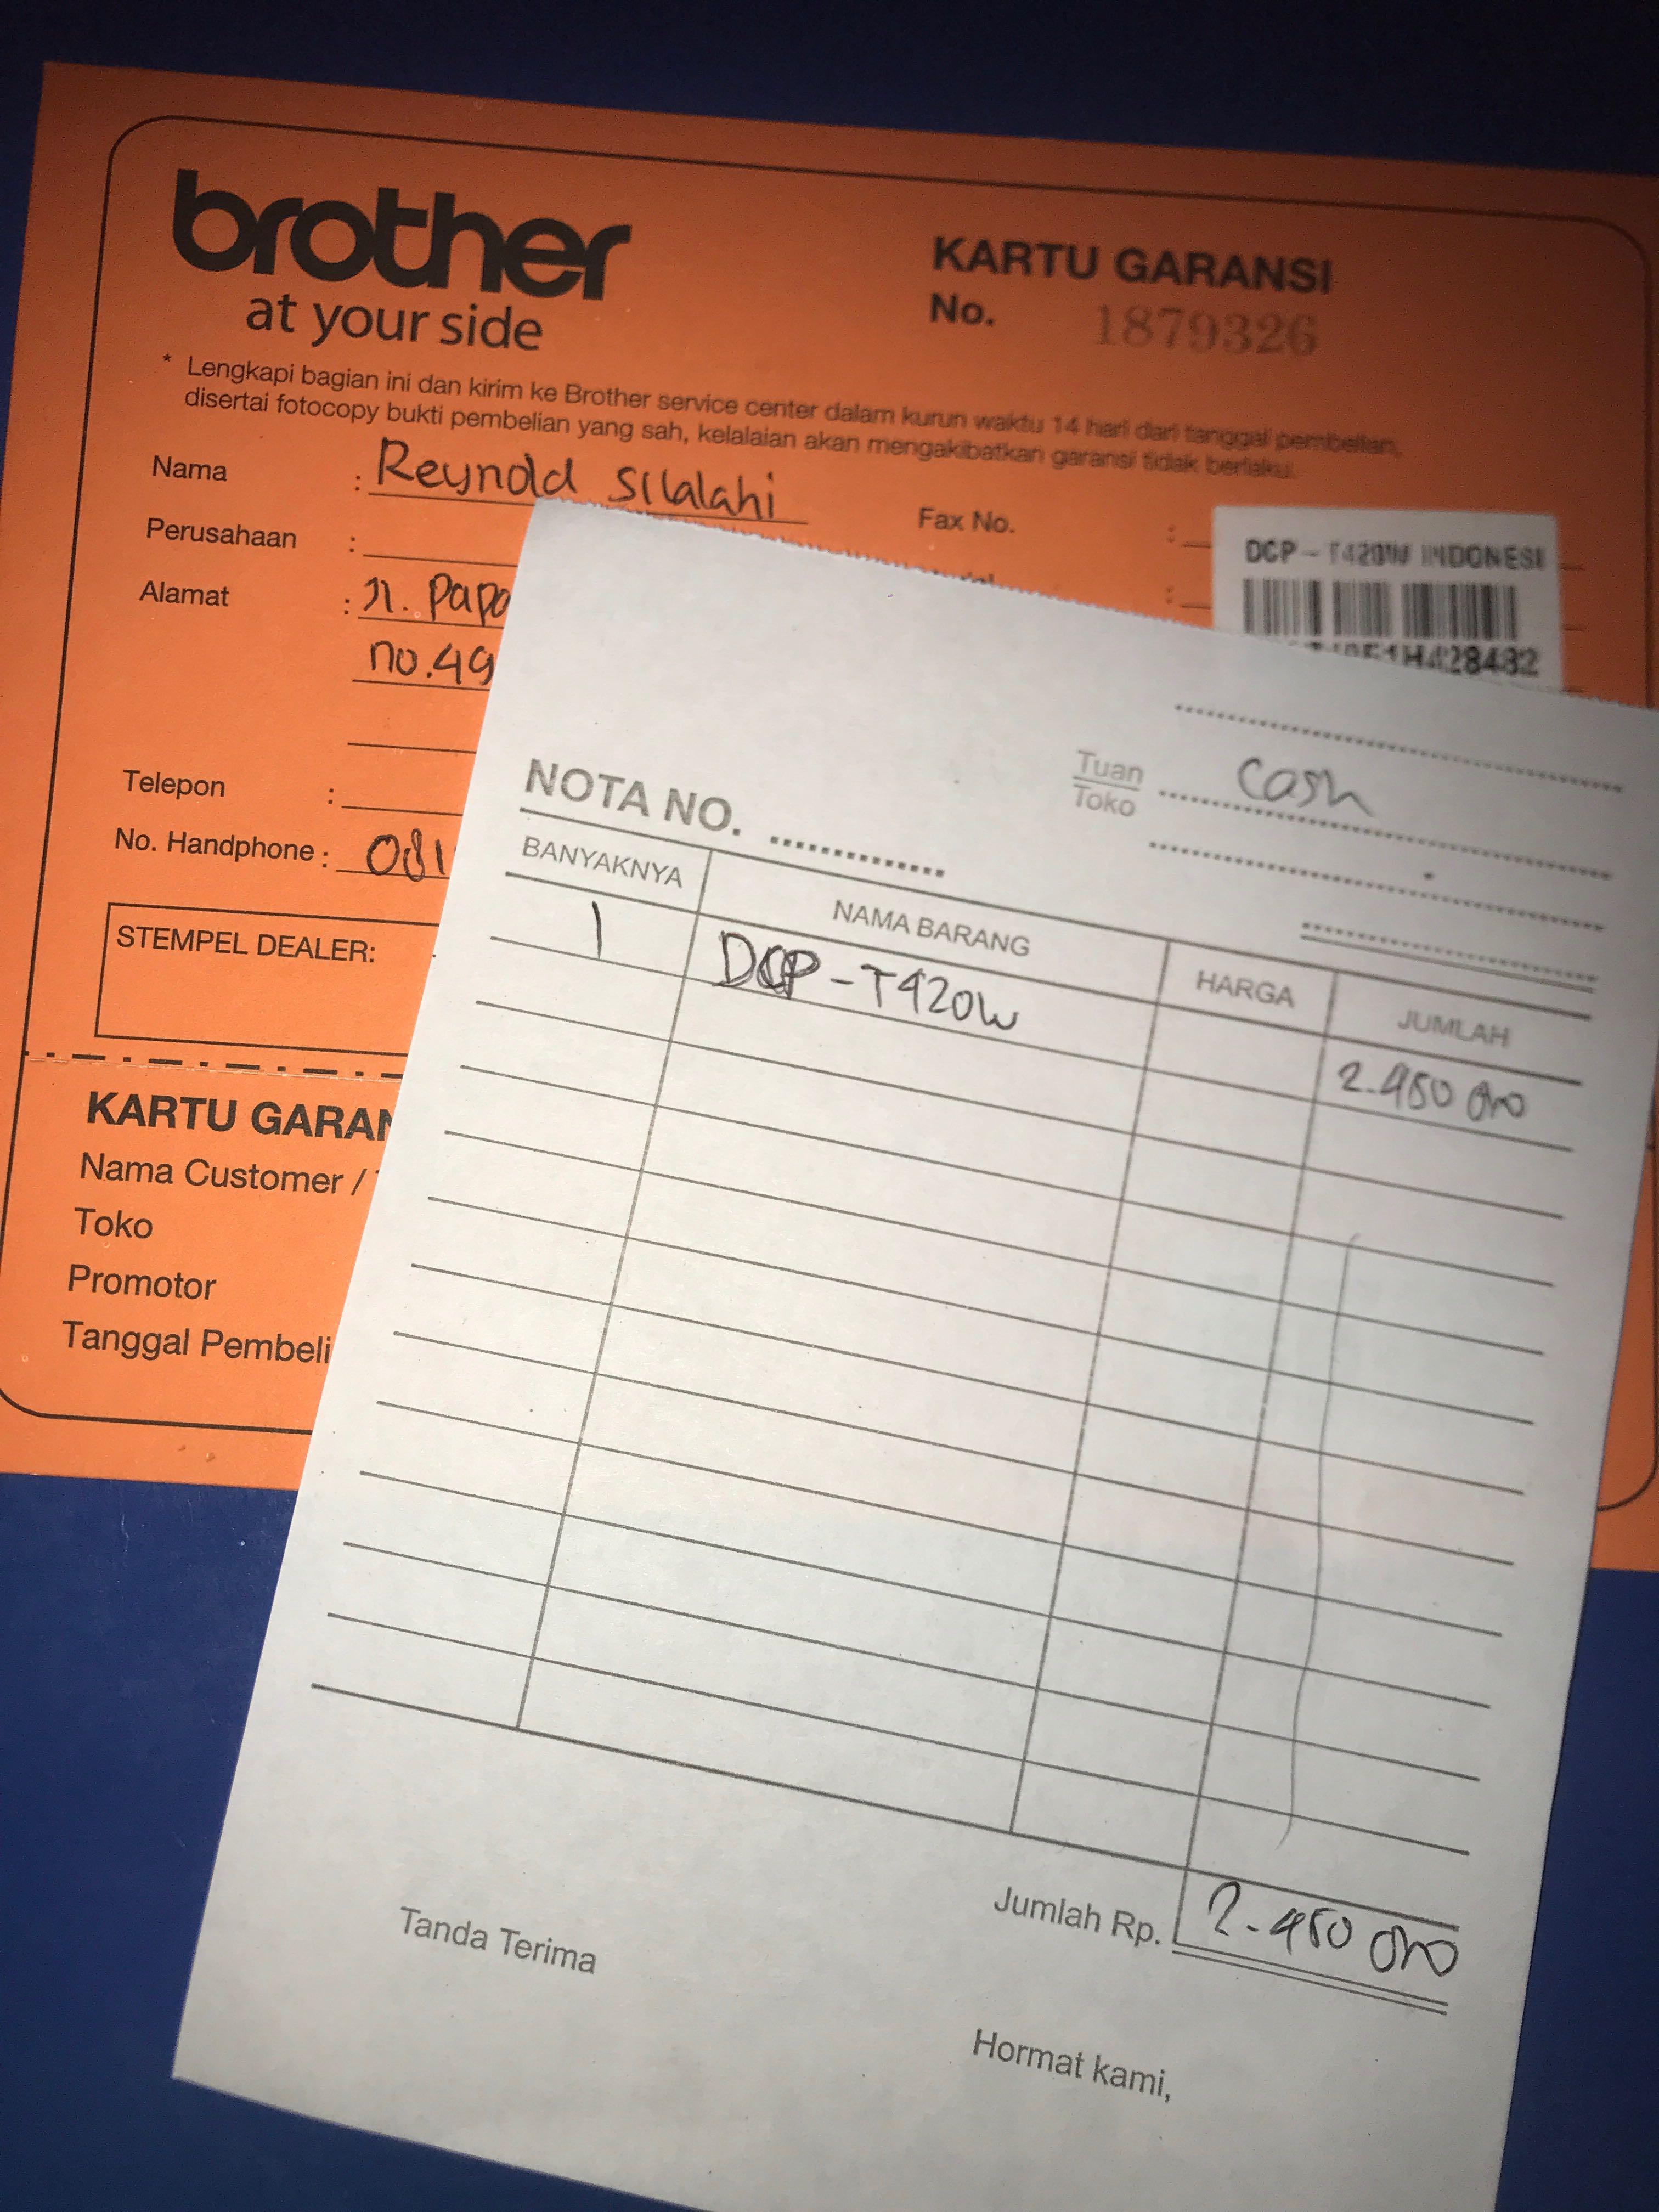 brother
at your side
KARTU GARANSI
No. 1879326
* Lengkapi bagian ini dan kirim ke Brother service center dalam kurun waktu 14 hari dari tanggal pembelian,
disertai fotocopy bukti pembelian yang sah, kelalaian akan mengakibatkan garansi tidak berlaku.
Nama : Reynold Silalahi
Fax No. :
Perusahaan :
Alamat : Jl. Papa
no.49
DCP-T420W INDONESI
H428432
Telepon :
No. Handphone : 081
STEMPEL DEALER:
KARTU GARAN
Nama Customer /
Toko
Promotor
Tanggal Pembeli
Tuan
Toko
Cash
NOTA NO.
BANYAKNYA NAMA BARANG HARGA JUMLAH
1 DCP-T420W 2.450 000
Jumlah Rp. 2.450 000
Tanda Terima
Hormat kami,